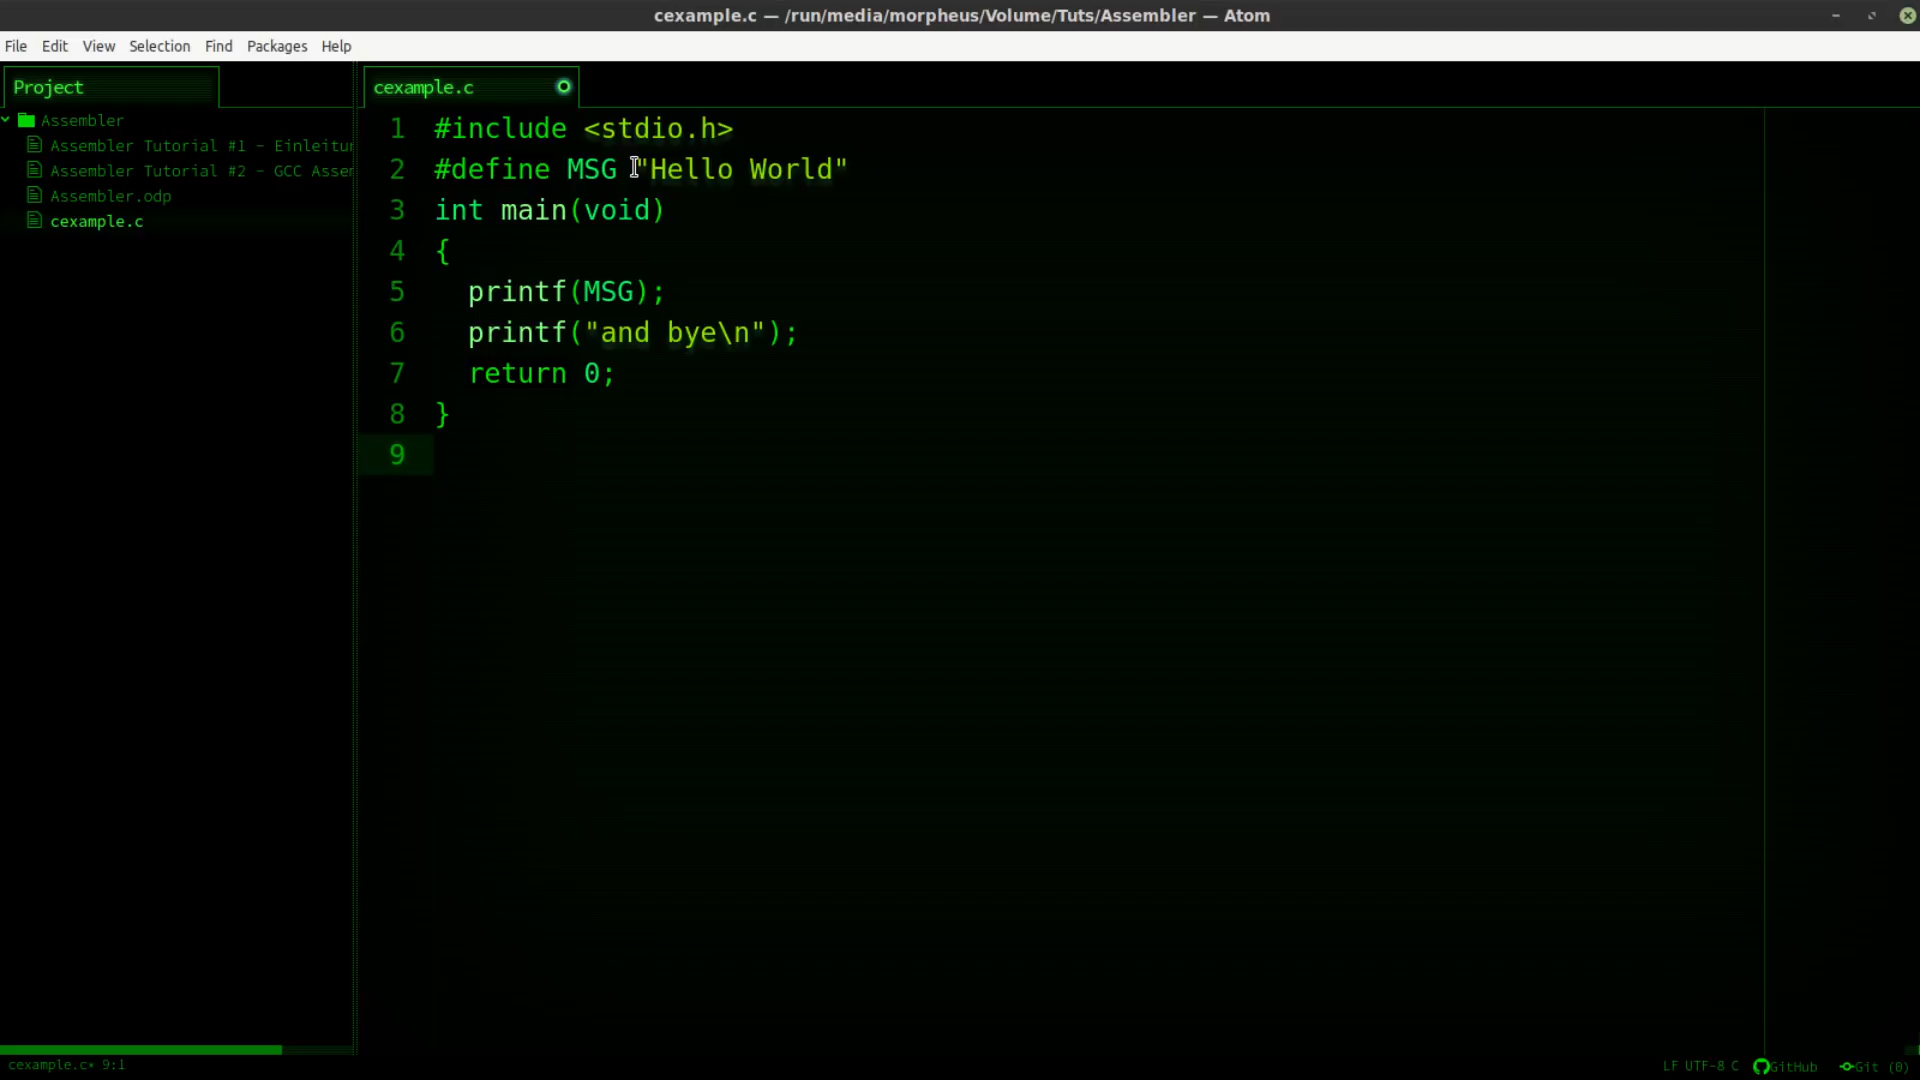 cexample.c — /run/media/morpheus/Volume/Tuts/Assembler — Atom
File Edit View Selection Find Packages Help
Project
Assembler
Assembler Tutorial #1 - Einleitu
Assembler Tutorial #2 - GCC Asse
Assembler.odp
cexample.c
cexample.c
1 #include <stdio.h>
2 #define MSG "Hello World"
3 int main(void)
4 {
5 printf(MSG);
6 printf("and bye\n");
7 return 0;
8 }
9
cexample.c* 9:1
LF UTF-8 C GitHub Git (0)